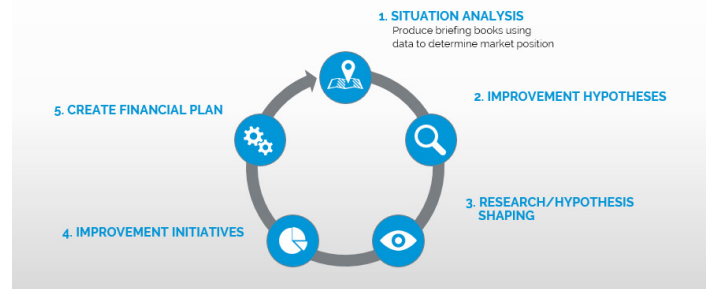 1. SITUATION ANALYSIS
Produce briefing books using
data to determine market position
2. IMPROVEMENT HYPOTHESES
3. RESEARCH/HYPOTHESIS
SHAPING
4. IMPROVEMENT INITIATIVES
5. CREATE FINANCIAL PLAN